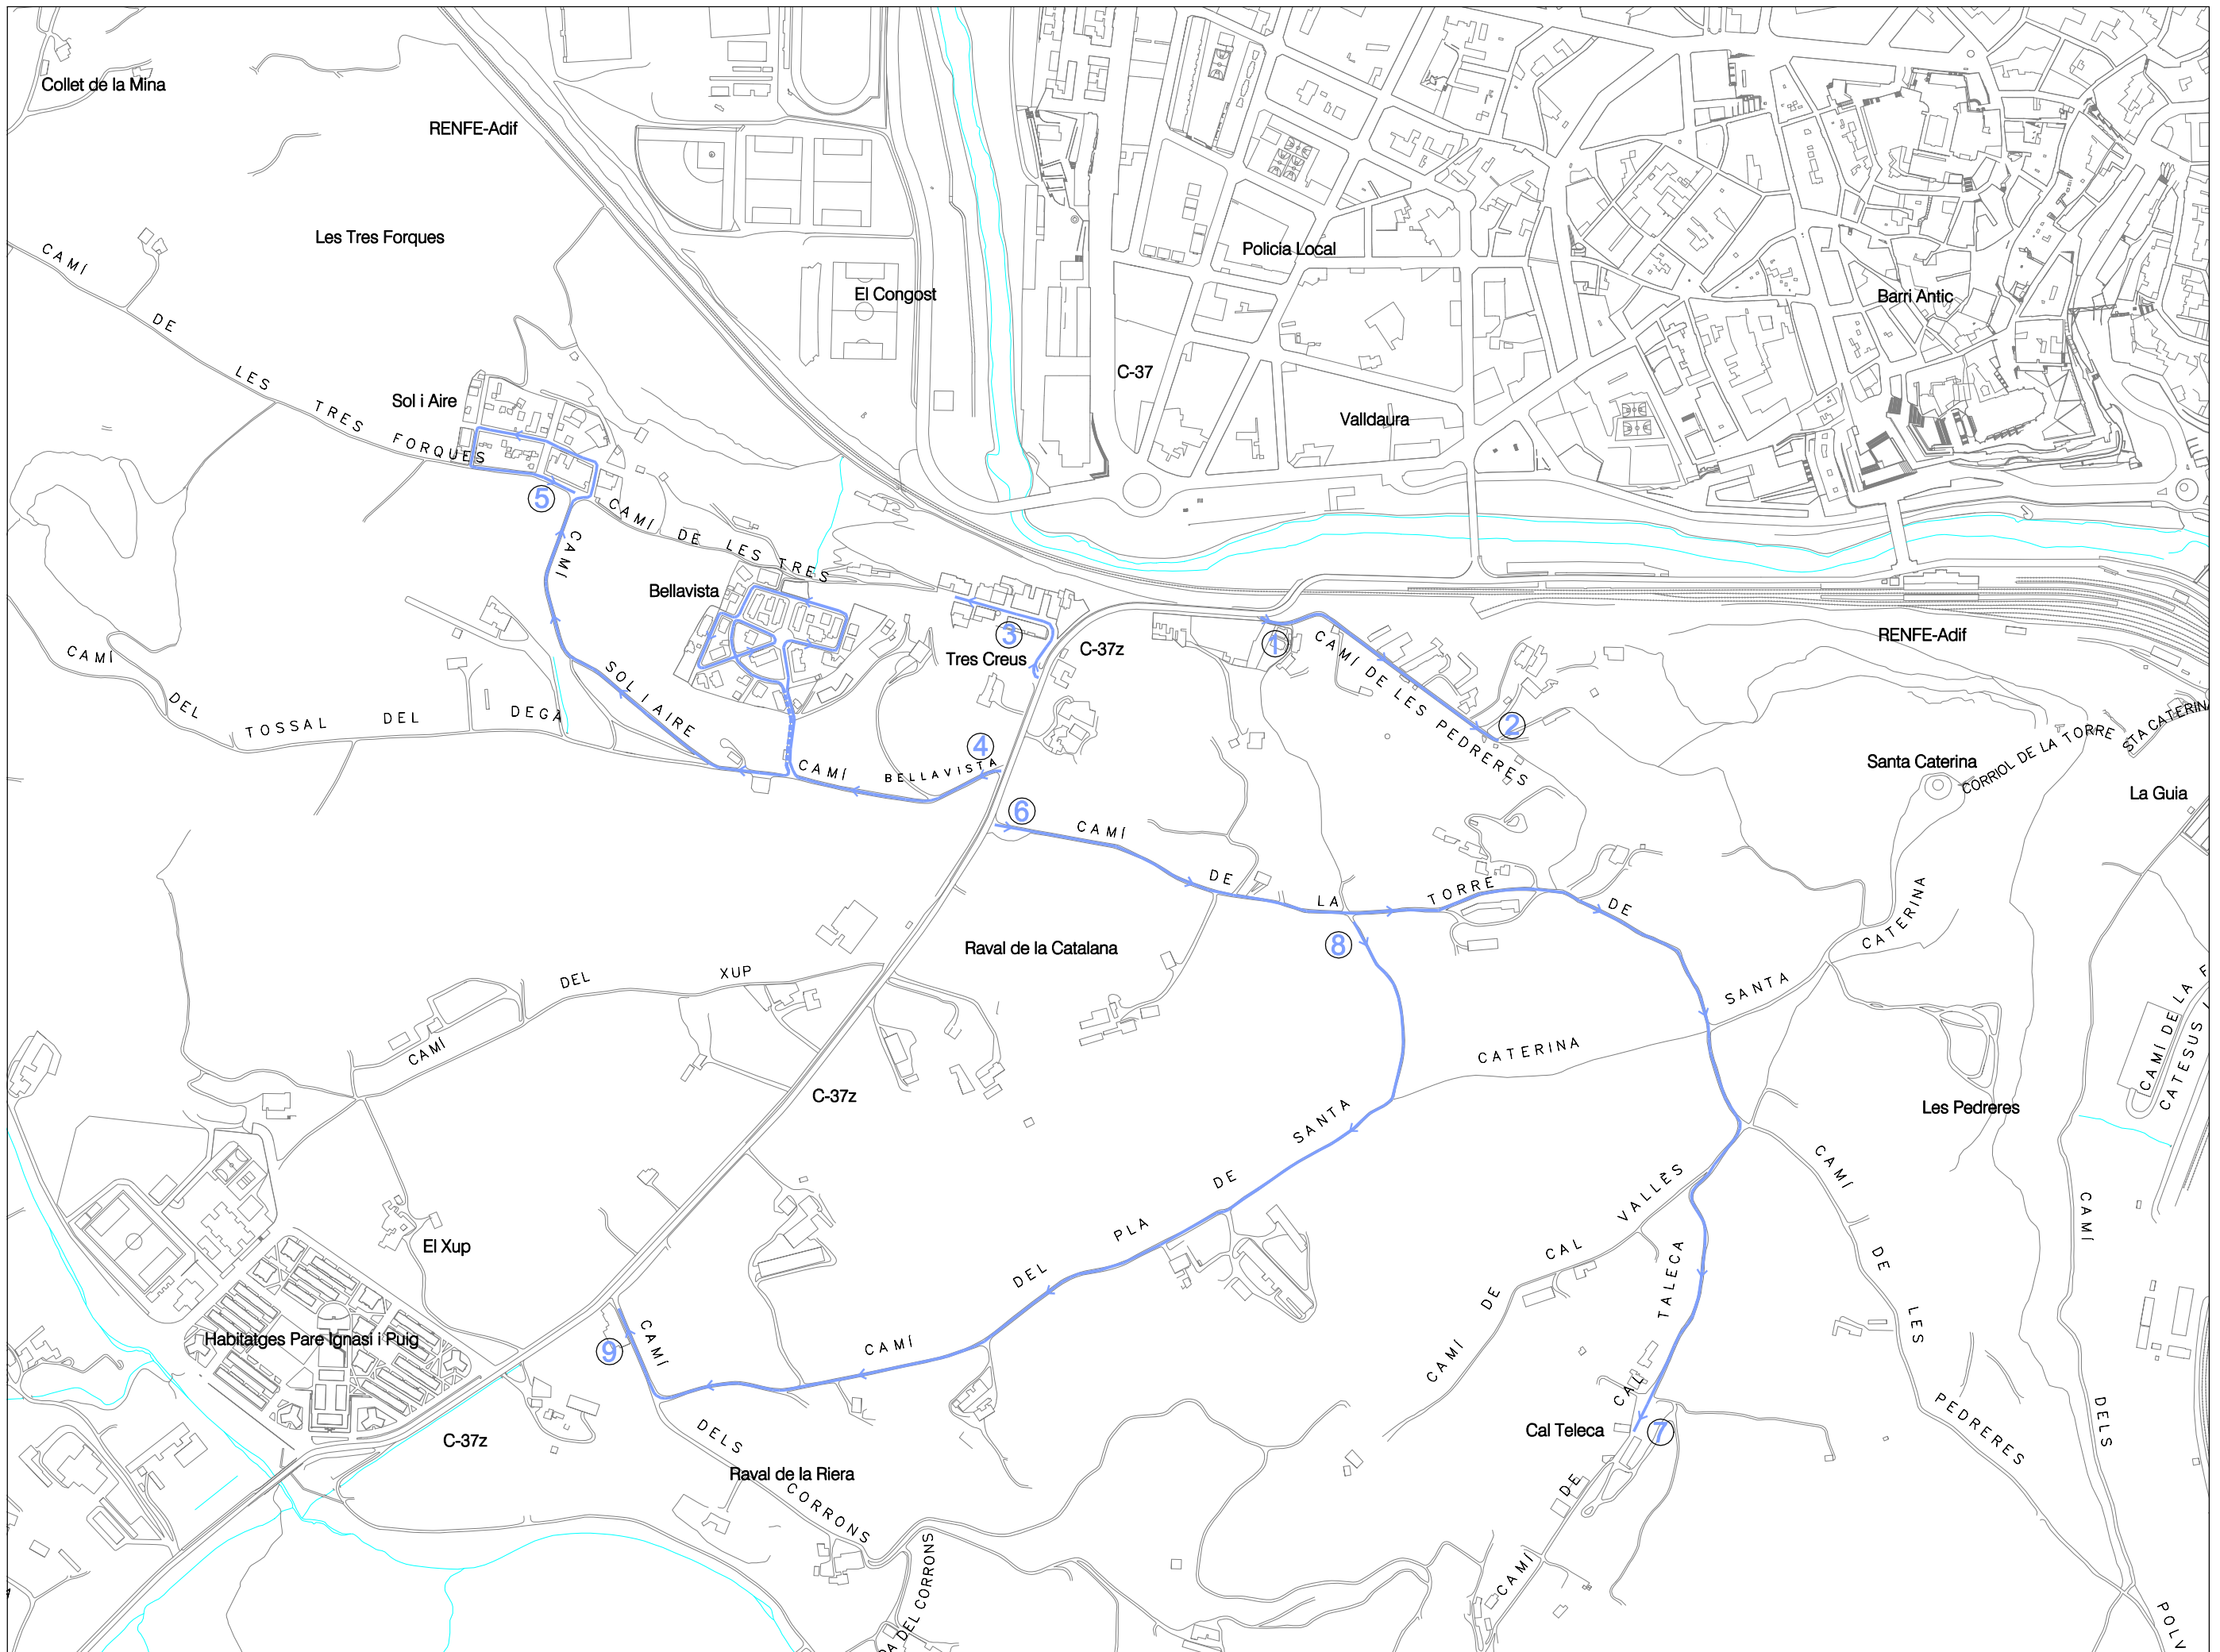 Collet de la Mina
RENFE-Adif
Les Tres Forques
Policia Local
El Congost
Barri Antic
CAMÍ DE LES TRES FORQUES
C-37
Sol i Aire
Valldaura
5
CAMÍ DE LES TRES
Bellavista
3
Tres Creus
C-37z
1
CAMÍ DE LES PEDRERES
2
RENFE-Adif
CAMÍ DEL TOSSAL DEL DEGÀ
CAMÍ SOL I AIRE
4
CAMÍ BELLAVISTA
STA CATERIN
CORRIOL DE LA TORRE
Santa Caterina
La Guia
6
CAMÍ DE LA TORRE DE SANTA CATERINA
8
Raval de la Catalana
CAMÍ DEL XUP
C-37z
CAMÍ DEL PLA DE SANTA CATERINA
Les Pedreres
CAMI DE LA F
CATESUS
El Xup
Habitatges Pare Ignasi i Puig
CAMÍ DE CAL VALLÈS
CAMÍ DE CAL TALECA
CAMÍ DE LES PEDRERES
CAMÍ DELS
POLV
9
7
Cal Teleca
C-37z
Raval de la Riera
CAMÍ DELS CORRONS
DA DEL CORRONS